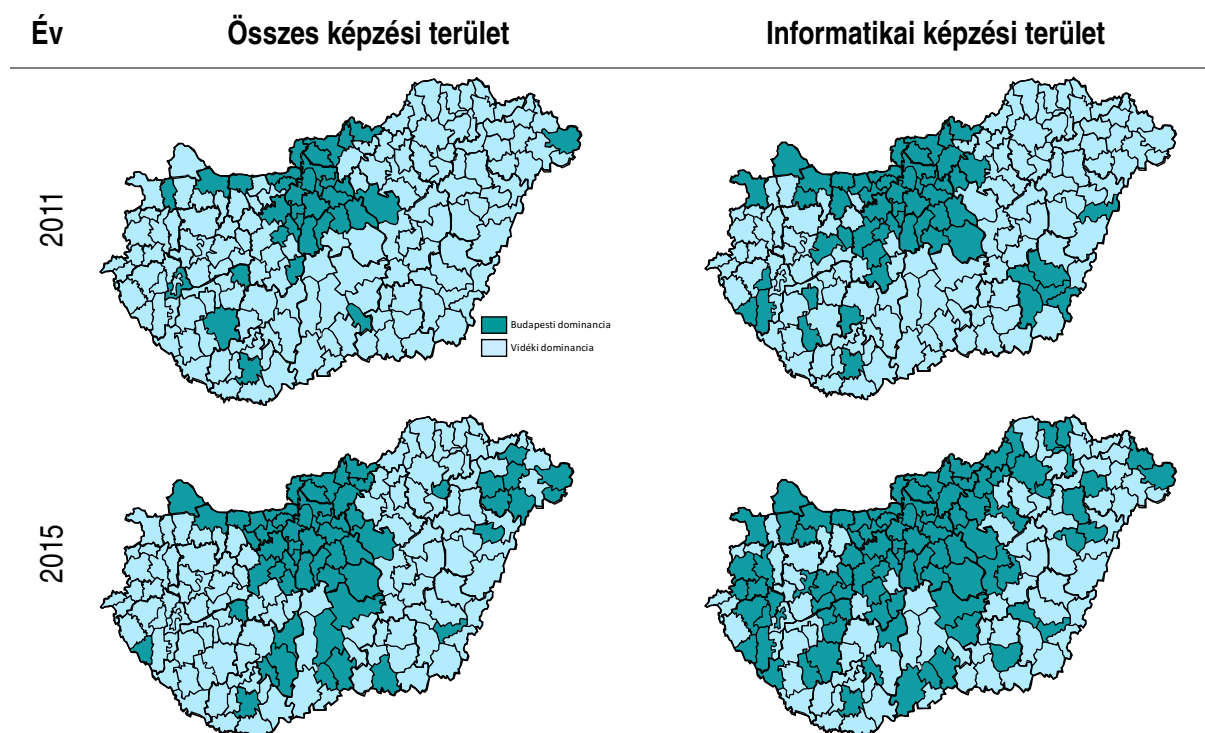 Év Összes képzési terület Informatikai képzési terület
2011
Budapesti dominancia
Vidéki dominancia
2015